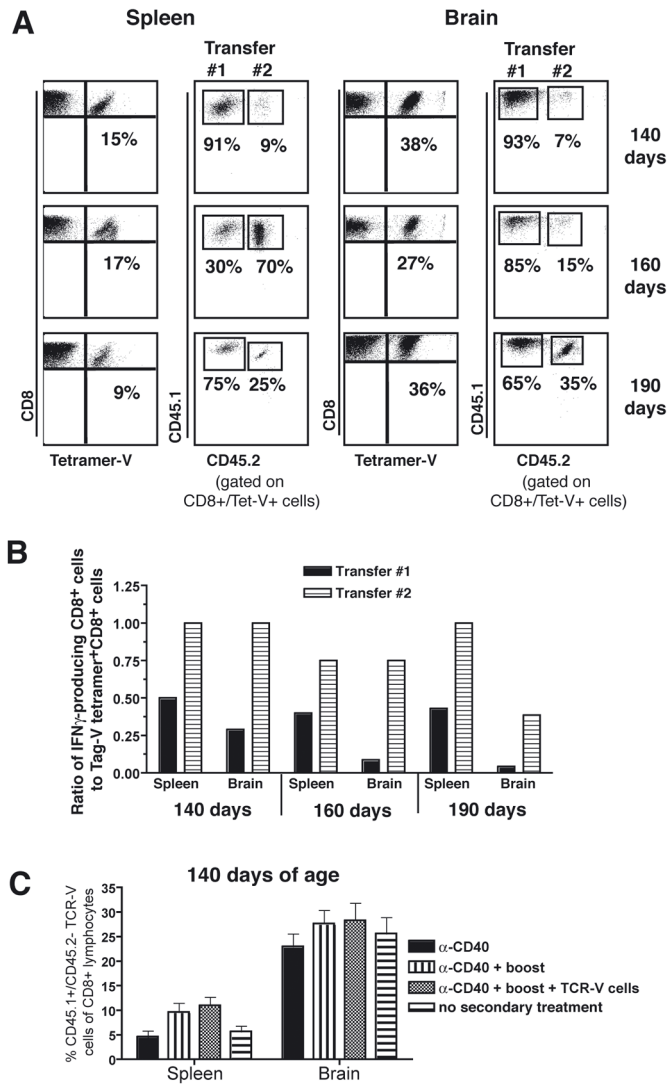 A
Spleen Brain
Transfer Transfer
#1 #2 #1 #2
15% 91% 9% 38% 93% 7%
140
days
17% 30% 70% 27% 85% 15%
160
days
9% 75% 25% 36% 65% 35%
190
days
CD8 CD45.1 CD8 CD45.1
Tetramer-V CD45.2 Tetramer-V CD45.2
(gated on (gated on
CD8+/Tet-V+ cells) CD8+/Tet-V+ cells)
B
Ratio of IFNγ-producing CD8⁺ cells
to Tag-V tetramer⁺CD8⁺ cells
Transfer #1
Transfer #2
1.25
1.00
0.75
0.50
0.25
0.00
Spleen Brain Spleen Brain Spleen Brain
140 days 160 days 190 days
C
140 days of age
% CD45.1+/CD45.2- TCR-V
cells of CD8+ lymphocytes
35
30
25
20
15
10
5
0
α-CD40
α-CD40 + boost
α-CD40 + boost + TCR-V cells
no secondary treatment
Spleen Brain